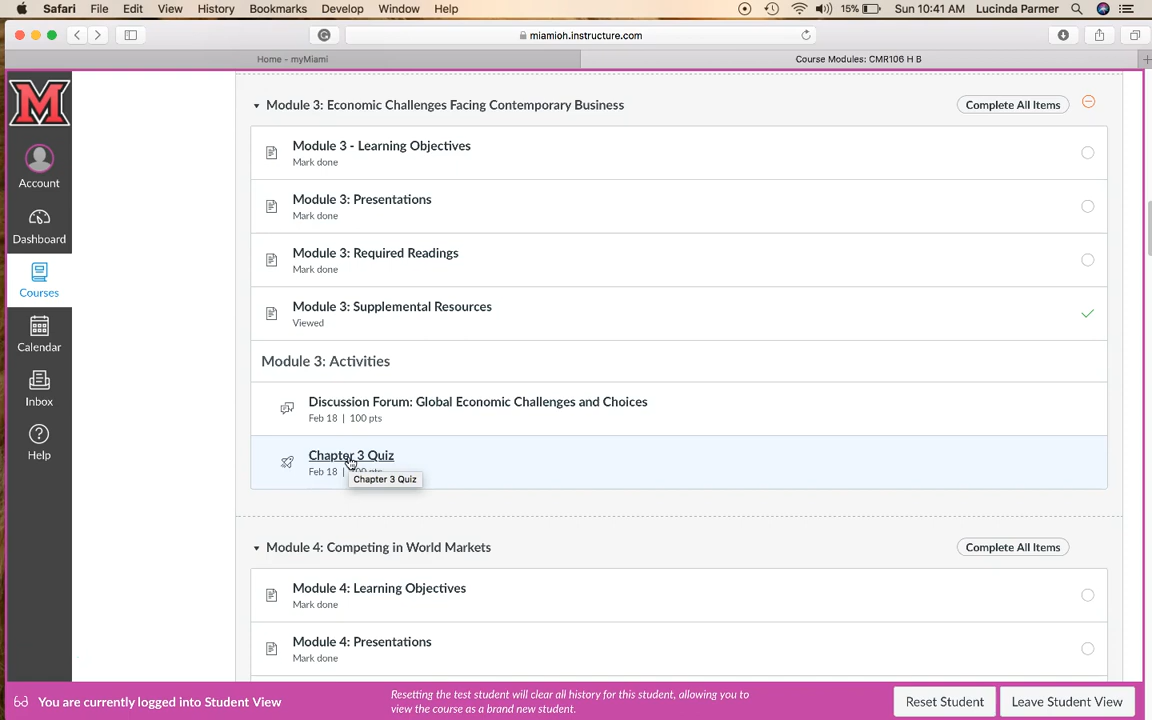 Safari File Edit View History Bookmarks Develop Window Help 15% Sun 10:41 AM Lucinda Parmer
miamioh.instructure.com
Home - myMiami Course Modules: CMR106 H B
Module 3: Economic Challenges Facing Contemporary Business Complete All Items
Module 3 - Learning Objectives
Mark done
Module 3: Presentations
Mark done
Module 3: Required Readings
Mark done
Module 3: Supplemental Resources
Viewed
Module 3: Activities
Discussion Forum: Global Economic Challenges and Choices
Feb 18 | 100 pts
Chapter 3 Quiz
Feb 18 | 100 pts
Chapter 3 Quiz
Module 4: Competing in World Markets Complete All Items
Module 4: Learning Objectives
Mark done
Module 4: Presentations
Mark done
M
Account
Dashboard
Courses
Calendar
Inbox
Help
You are currently logged into Student View
Resetting the test student will clear all history for this student, allowing you to
view the course as a brand new student.
Reset Student Leave Student View